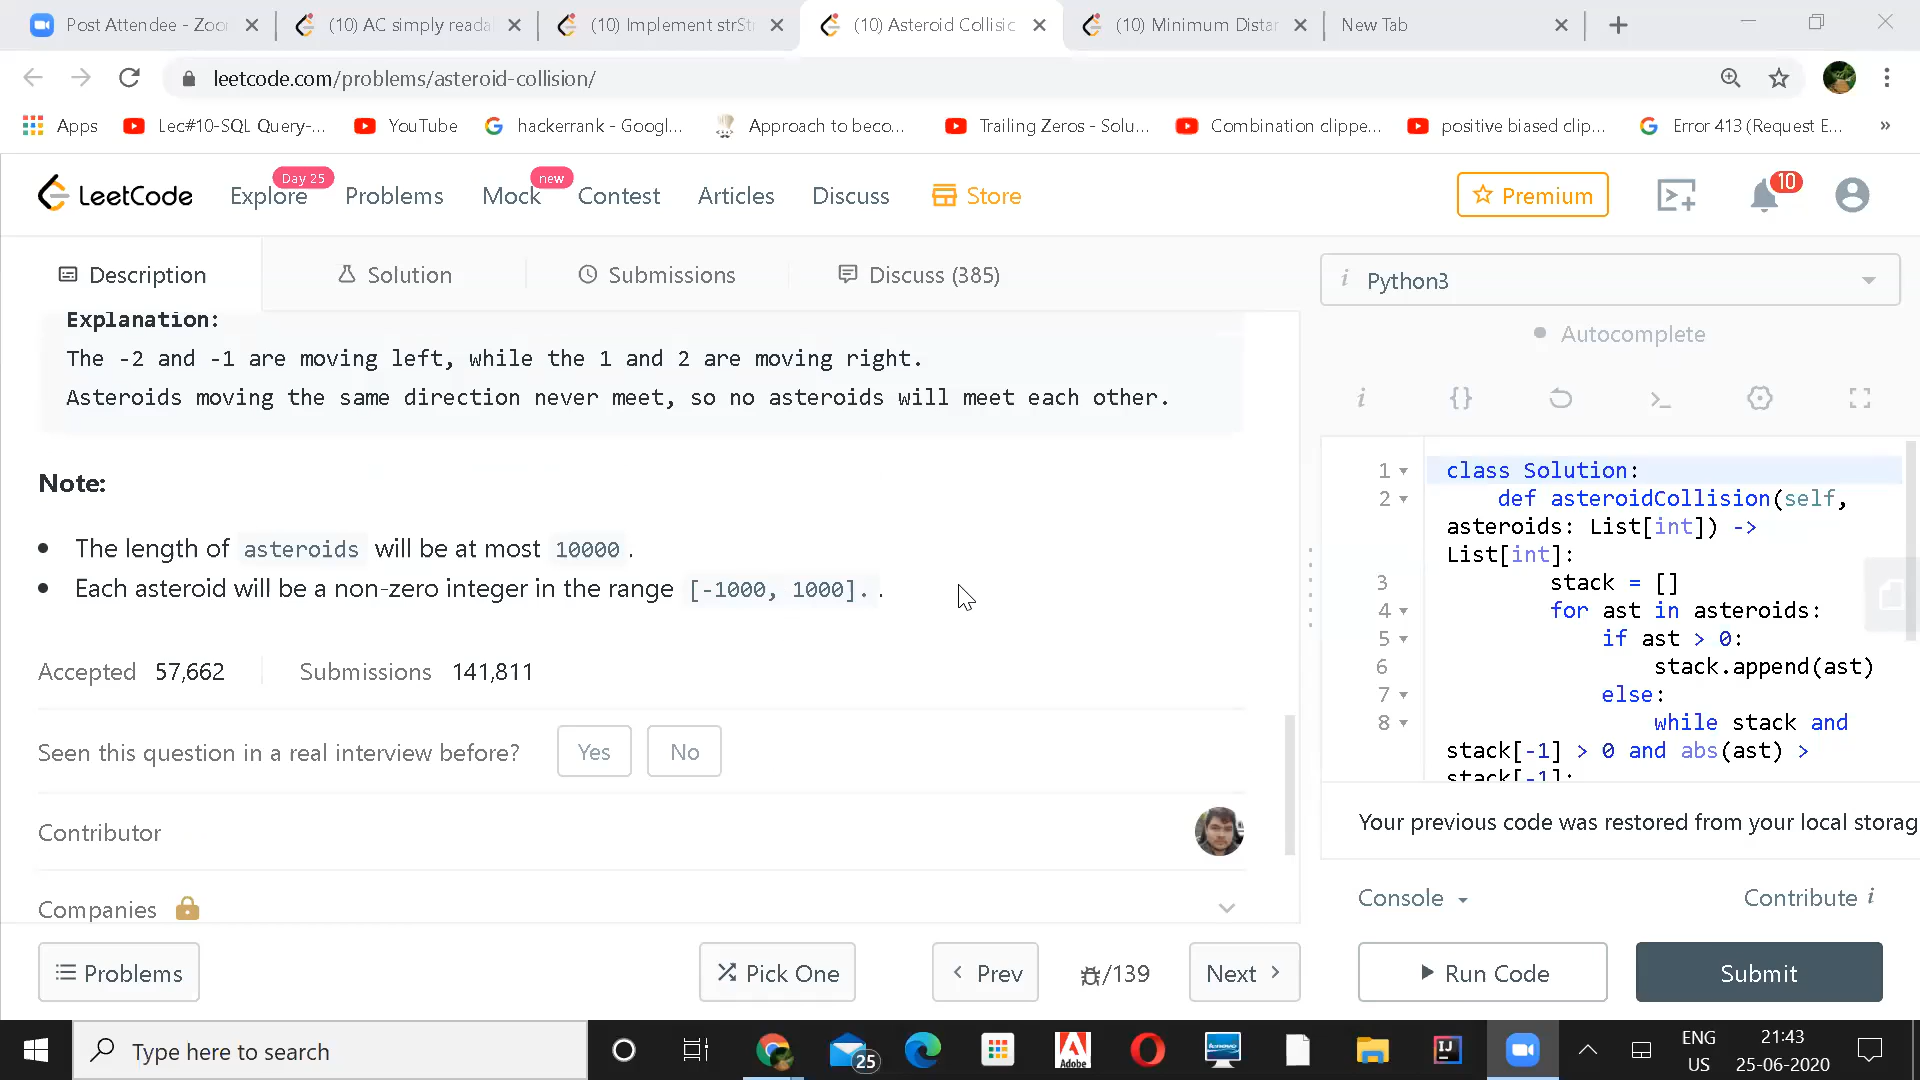 Post Attendee - Zoo
(10) AC simply reada
(10) Implement strSt
(10) Asteroid Collisic
(10) Minimum Distar
New Tab
leetcode.com/problems/asteroid-collision/
Apps
Lec#10-SQL Query-...
YouTube
hackerrank - Googl...
Approach to beco...
Trailing Zeros - Solu...
Combination clippe...
positive biased clip...
Error 413 (Request E...
»
LeetCode
Explore
Day 25
Problems
Mock
new
Contest
Articles
Discuss
Store
Premium
10
Description
Solution
Submissions
Discuss (385)
Explanation:
The -2 and -1 are moving left, while the 1 and 2 are moving right.
Asteroids moving the same direction never meet, so no asteroids will meet each other.
Note:
• The length of asteroids will be at most 10000.
• Each asteroid will be a non-zero integer in the range [-1000, 1000]..
Accepted 57,662
Submissions 141,811
Seen this question in a real interview before?
Yes
No
Contributor
Companies
Problems
Pick One
Prev
/139
Next
i Python3
Autocomplete
i {} >_
1 class Solution:
2 def asteroidCollision(self,
asteroids: List[int]) ->
List[int]:
3 stack = []
4 for ast in asteroids:
5 if ast > 0:
6 stack.append(ast)
7 else:
8 while stack and
stack[-1] > 0 and abs(ast) >
stack[-1]:
Your previous code was restored from your local storag
Console
Contribute i
Run Code
Submit
Type here to search
25
Adobe
lenovo
IJ
ENG
US
21:43
25-06-2020